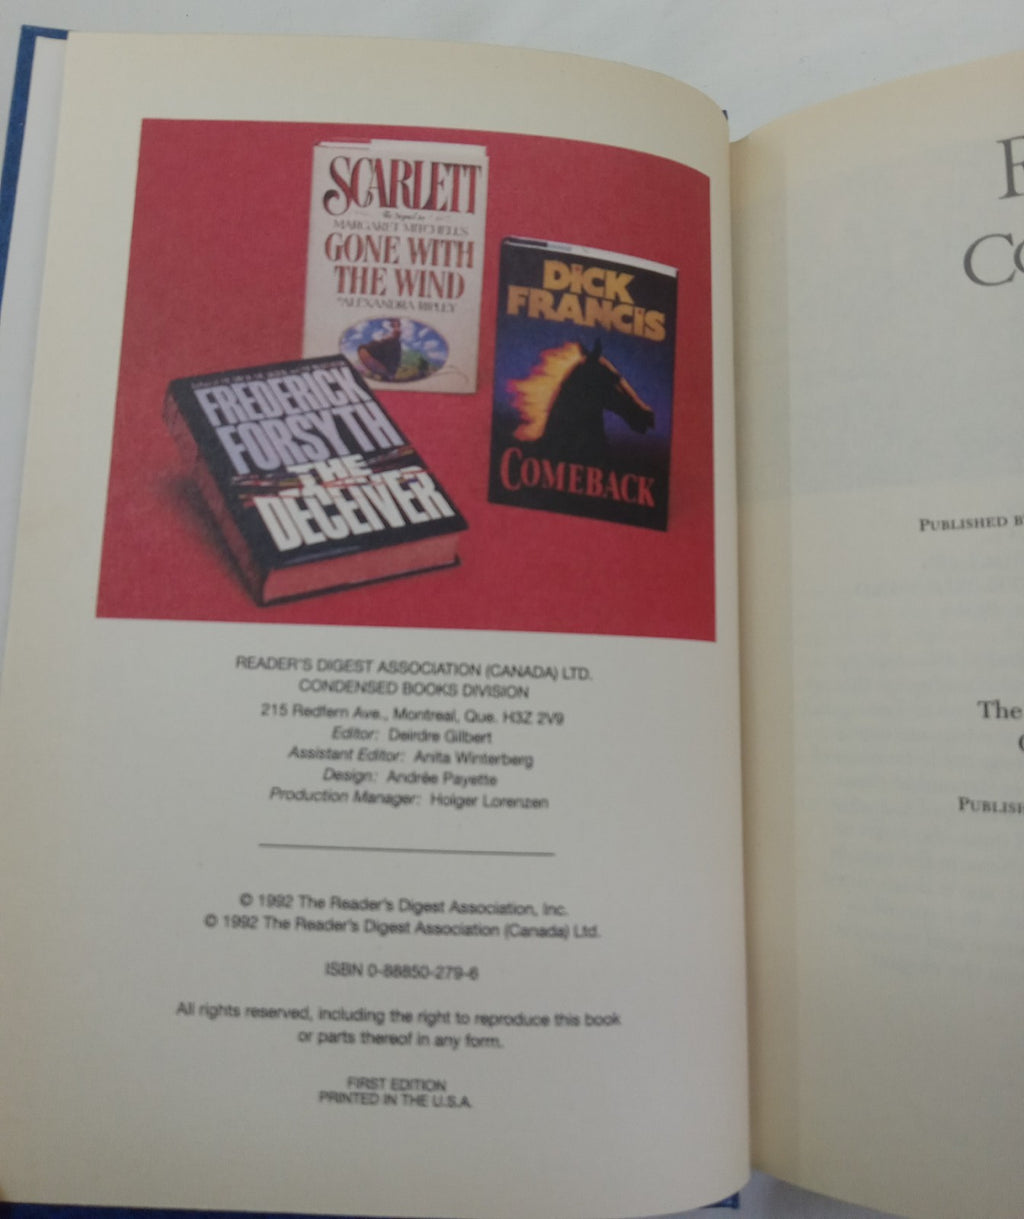 SCARLETT
The Sequel to
MARGARET MITCHELL'S
GONE WITH
THE WIND
ALEXANDRA RIPLEY
DICK
FRANCIS
COMEBACK
FREDERICK
FORSYTH
THE
DECEIVER
READER'S DIGEST ASSOCIATION (CANADA) LTD.
CONDENSED BOOKS DIVISION
215 Redfern Ave., Montreal, Que. H3Z 2V9
Editor: Deirdre Gilbert
Assistant Editor: Anita Winterberg
Design: Andrée Payette
Production Manager: Holger Lorenzen
© 1992 The Reader's Digest Association, Inc.
© 1992 The Reader's Digest Association (Canada) Ltd.
ISBN 0-88850-279-6
All rights reserved, including the right to reproduce this book
or parts thereof in any form.
FIRST EDITION
PRINTED IN THE U.S.A.
CO
PUBLISHED B
The
PUBLISH